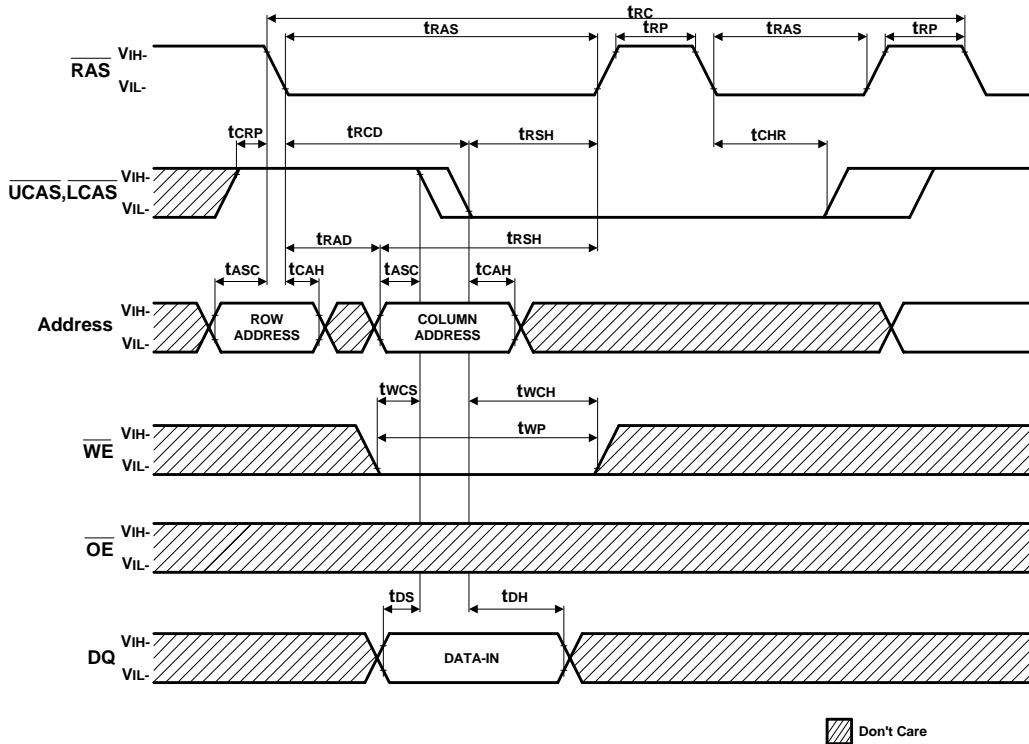 tRC
tRAS tRP tRAS tRP
RAS VIH-
VIL-
tCRP tRCD tRSH tCHR
UCAS,LCAS VIH-
VIL-
tRAD tRSH
tASC tCAH tASC tCAH
Address VIH-
VIL-
ROW ADDRESS
COLUMN ADDRESS
tWCS tWCH
tWP
WE VIH-
VIL-
OE VIH-
VIL-
tDS tDH
DQ VIH-
VIL-
DATA-IN
Don't Care